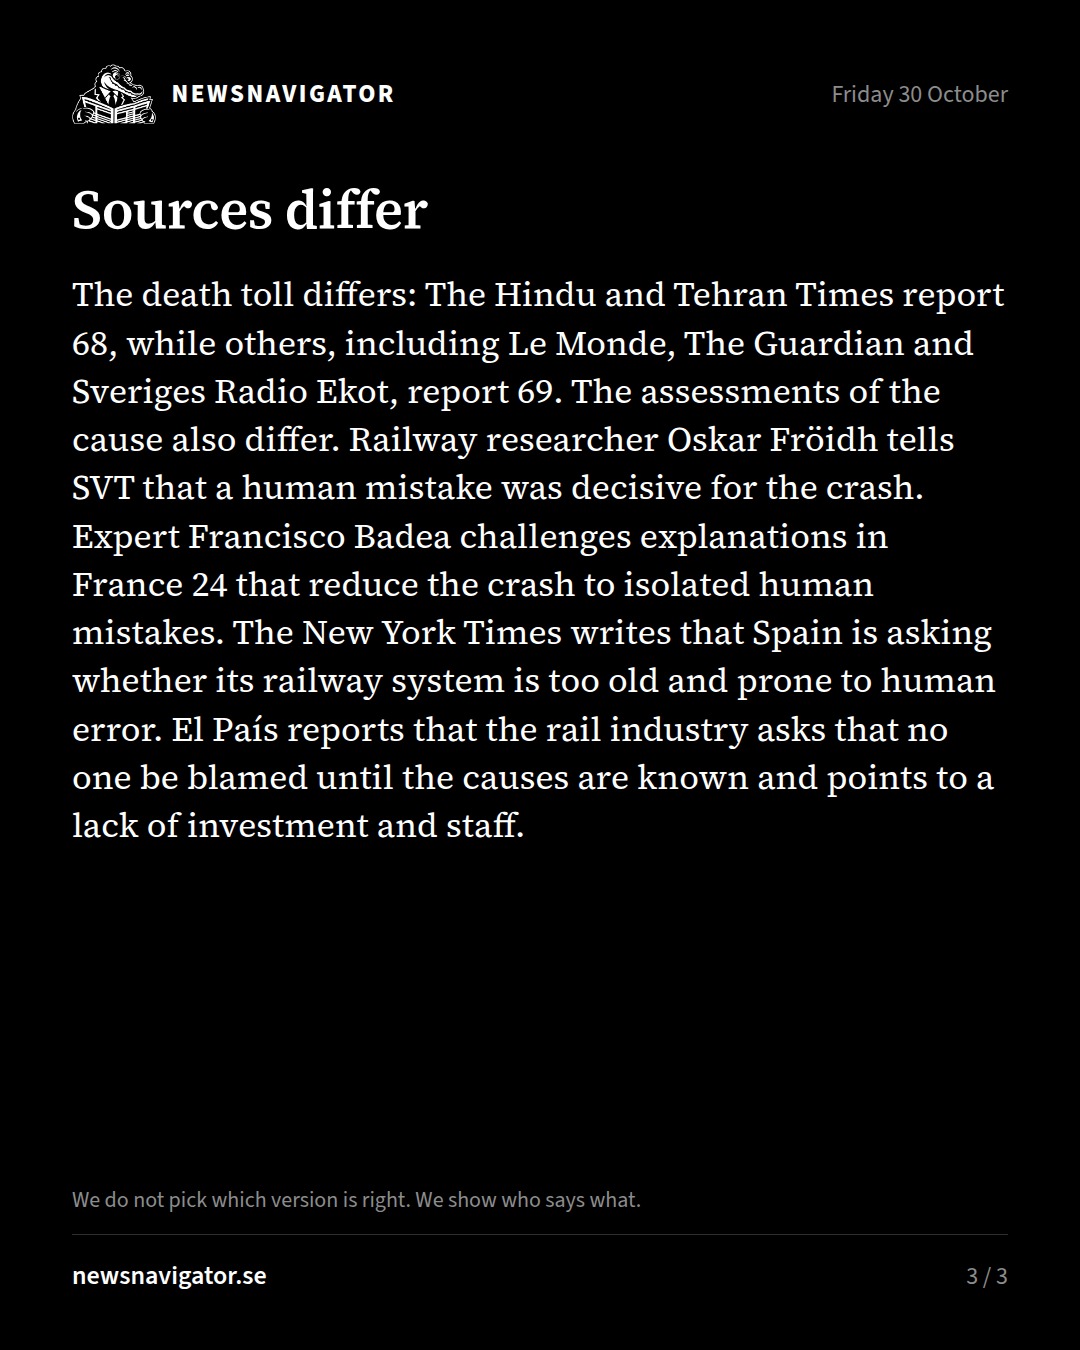 NEWSNAVIGATOR
Friday 30 October
Sources differ
The death toll differs: The Hindu and Tehran Times report
68, while others, including Le Monde, The Guardian and
Sveriges Radio Ekot, report 69. The assessments of the
cause also differ. Railway researcher Oskar Fröidh tells
SVT that a human mistake was decisive for the crash.
Expert Francisco Badea challenges explanations in
France 24 that reduce the crash to isolated human
mistakes. The New York Times writes that Spain is asking
whether its railway system is too old and prone to human
error. El País reports that the rail industry asks that no
one be blamed until the causes are known and points to a
lack of investment and staff.
We do not pick which version is right. We show who says what.
newsnavigator.se
3 / 3